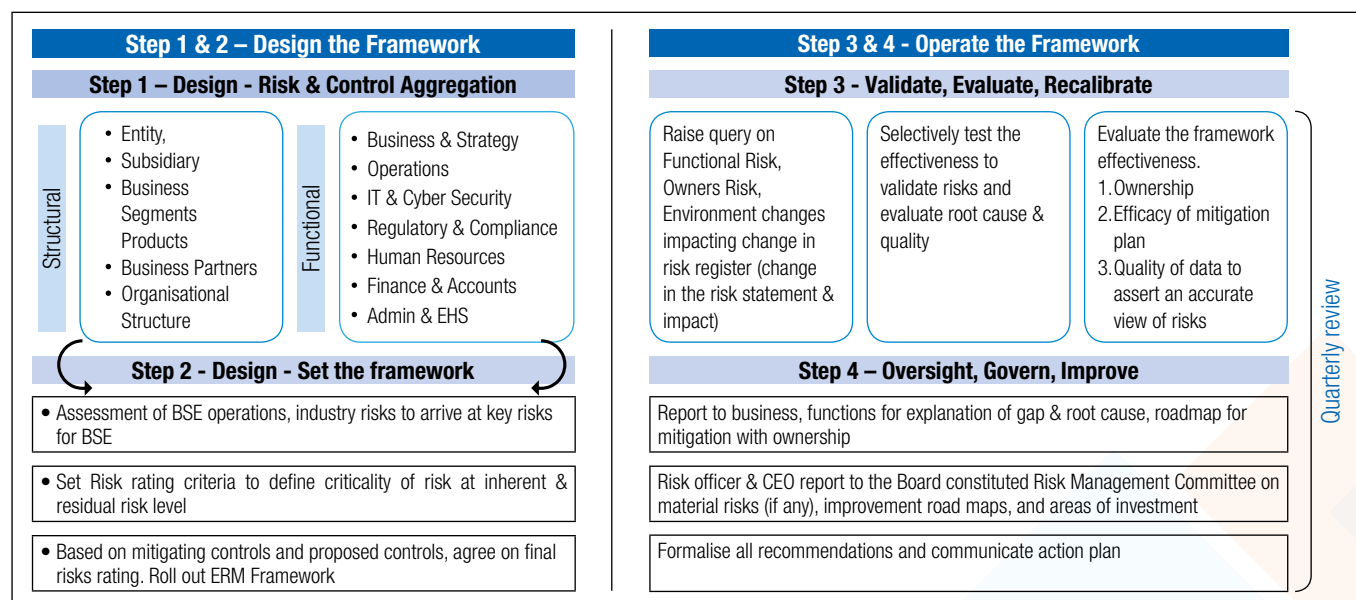 Step 1 & 2 – Design the Framework
Step 1 – Design - Risk & Control Aggregation
Structural
• Entity,
• Subsidiary
• Business
Segments
Products
• Business Partners
• Organisational
Structure
Functional
• Business & Strategy
• Operations
• IT & Cyber Security
• Regulatory & Compliance
• Human Resources
• Finance & Accounts
• Admin & EHS
Step 2 - Design - Set the framework
• Assessment of BSE operations, industry risks to arrive at key risks
for BSE
• Set Risk rating criteria to define criticality of risk at inherent &
residual risk level
• Based on mitigating controls and proposed controls, agree on final
risks rating. Roll out ERM Framework
Step 3 & 4 - Operate the Framework
Step 3 - Validate, Evaluate, Recalibrate
Raise query on
Functional Risk,
Owners Risk,
Environment changes
impacting change in
risk register (change
in the risk statement &
impact)
Selectively test the
effectiveness to
validate risks and
evaluate root cause &
quality
Evaluate the framework
effectiveness.
1. Ownership
2. Efficacy of mitigation
plan
3. Quality of data to
assert an accurate
view of risks
Step 4 – Oversight, Govern, Improve
Report to business, functions for explanation of gap & root cause, roadmap for
mitigation with ownership
Risk officer & CEO report to the Board constituted Risk Management Committee on
material risks (if any), improvement road maps, and areas of investment
Formalise all recommendations and communicate action plan
Quarterly review